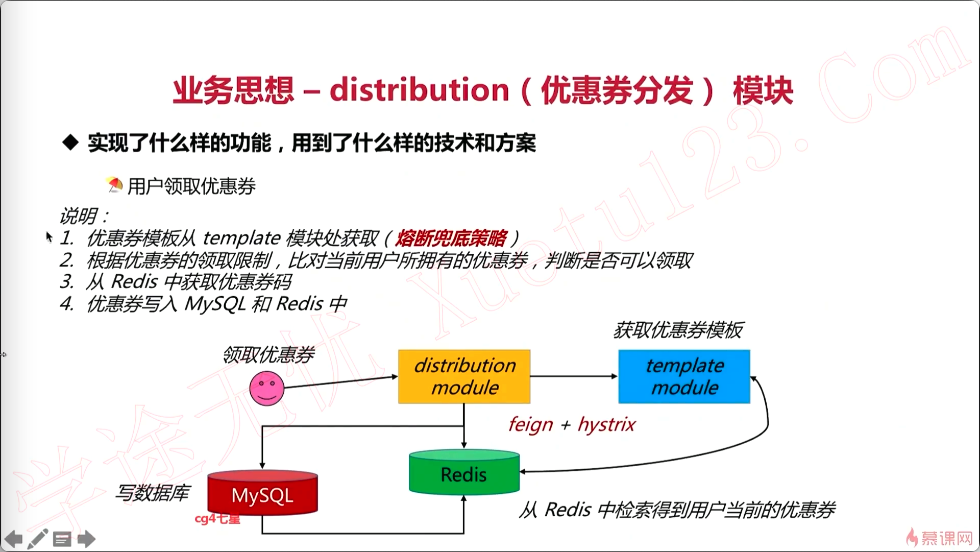 业务思想 – distribution（优惠券分发） 模块
◆ 实现了什么样的功能，用到了什么样的技术和方案
用户领取优惠券
说明：
1. 优惠券模板从 template 模块处获取（熔断兜底策略）
2. 根据优惠券的领取限制，比对当前用户所拥有的优惠券，判断是否可以领取
3. 从 Redis 中获取优惠券码
4. 优惠券写入 MySQL 和 Redis 中
获取优惠券模板
领取优惠券
distribution
module
template
module
feign + hystrix
Redis
写数据库
MySQL
从 Redis 中检索得到用户当前的优惠券
cg4七星
慕课网
学途无忧 Xuetu123.Com